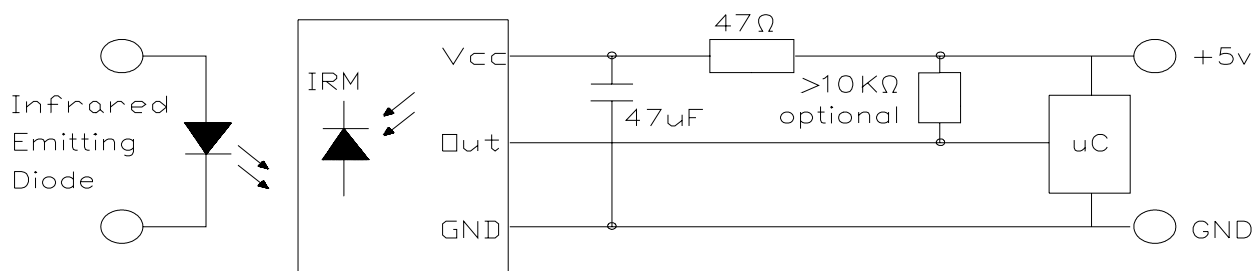 Infrared
Emitting
Diode
IRM
Vcc
Out
GND
47uF
47Ω
>10KΩ
optional
uC
+5v
GND